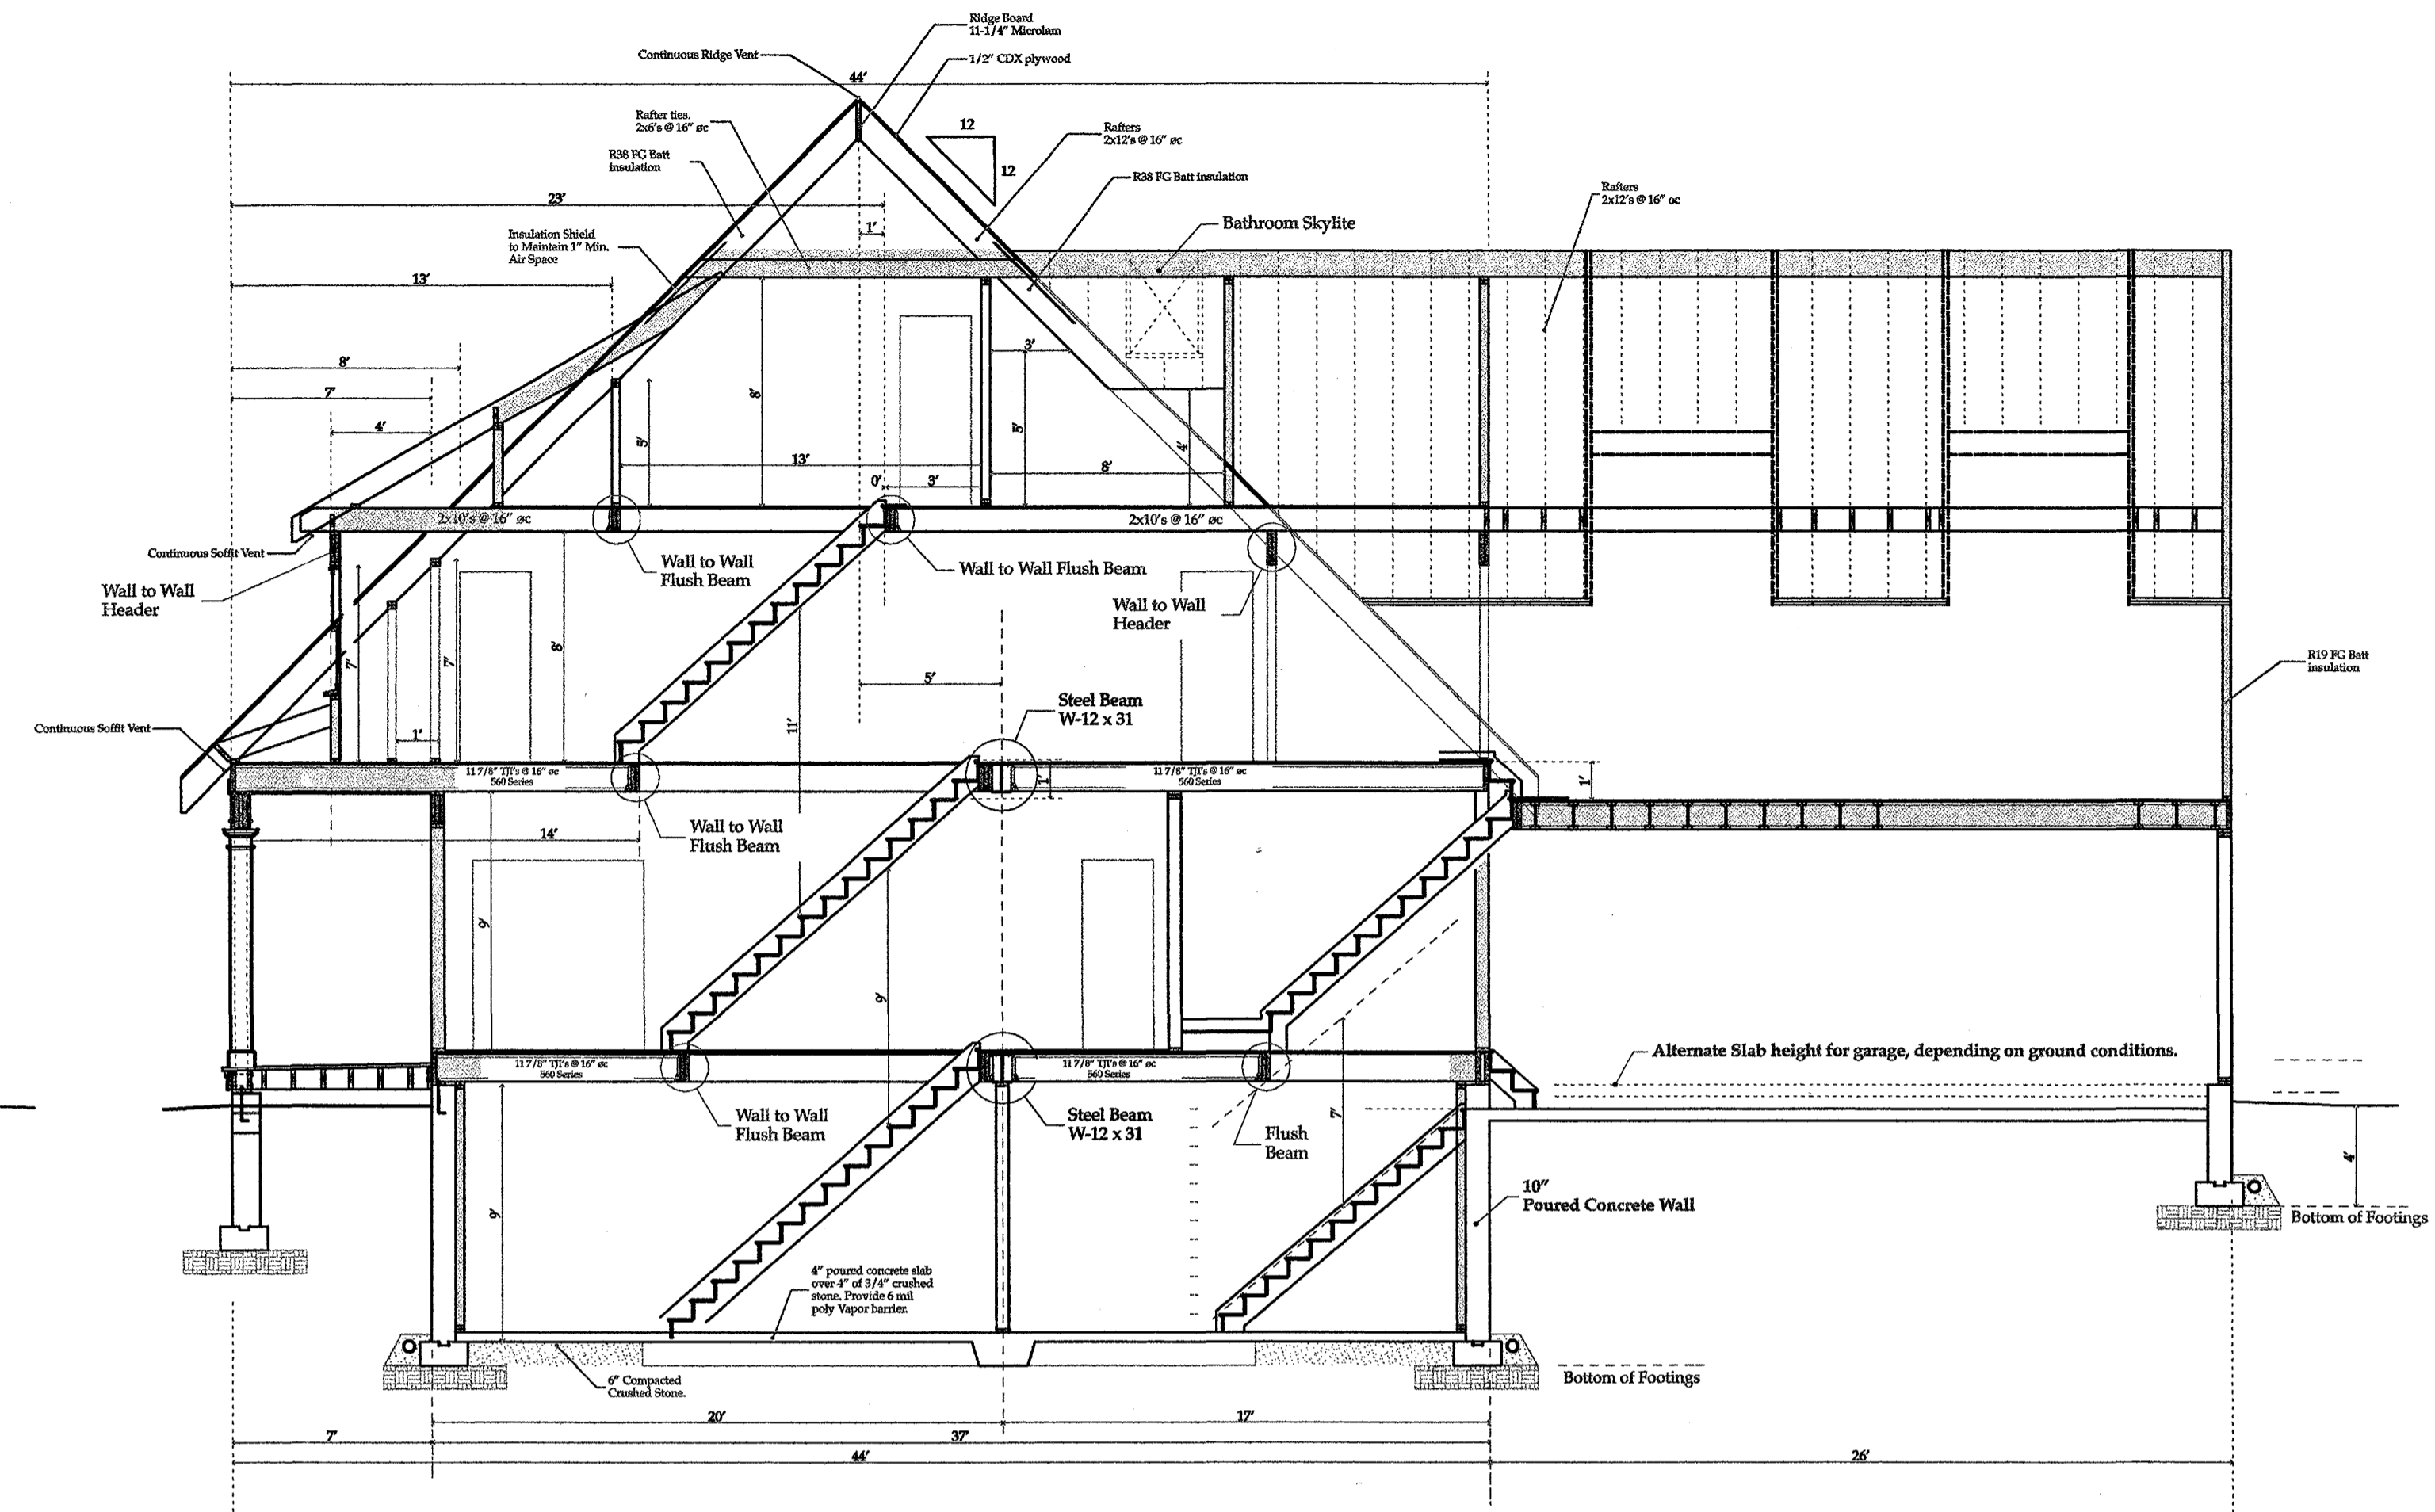 Ridge Board
11-1/4" Microlam
Continuous Ridge Vent
1/2" CDX plywood
44'
Rafter ties.
2x6's @ 16" øc
12
12
Rafters
2x12's @ 16" øc
R38 FG Batt
insulation
R38 FG Batt insulation
Rafters
2x12's @ 16" oc
23'
1'
Bathroom Skylite
Insulation Shield
to Maintain 1" Min.
Air Space
13'
8'
7'
4'
8'
5'
13'
0'
3'
3'
5'
4'
8'
2x10's @ 16" øc
2x10's @ 16" øc
Continuous Soffit Vent
Wall to Wall
Header
Wall to Wall
Flush Beam
Wall to Wall Flush Beam
Wall to Wall
Header
7'
7'
8'
1'
11'
5'
Steel Beam
W-12 x 31
R19 FG Batt
insulation
Continuous Soffit Vent
11 7/8" TJI's @ 16" øc
560 Series
1'
11 7/8" TJI's @ 16" øc
560 Series
1'
14'
Wall to Wall
Flush Beam
9'
9'
Alternate Slab height for garage, depending on ground conditions.
11 7/8" TJI's @ 16" øc
560 Series
11 7/8" TJI's @ 16" øc
560 Series
Wall to Wall
Flush Beam
Steel Beam
W-12 x 31
Flush
Beam
7'
4'
9'
10"
Poured Concrete Wall
Bottom of Footings
4" poured concrete slab
over 4" of 3/4" crushed
stone. Provide 6 mil
poly Vapor barrier.
6" Compacted
Crushed Stone.
Bottom of Footings
20'
17'
7'
37'
44'
26'